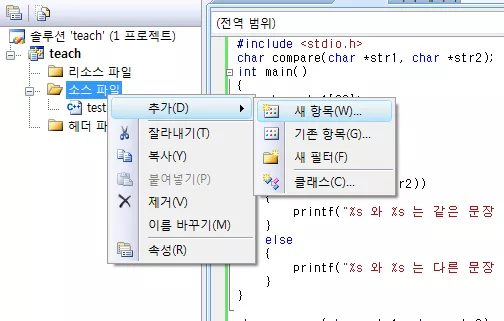 솔루션 'teach' (1 프로젝트)
teach
리소스 파일
소스 파일
test
헤더 파
추가(D)
잘라내기(T)
복사(Y)
붙여넣기(P)
제거(V)
이름 바꾸기(M)
속성(R)
새 항목(W)...
기존 항목(G)...
새 필터(F)
클래스(C)...
(전역 범위)
#include <stdio.h>
char compare(char *str1, char *str2);
int main()
{
str2))
{
printf("%s 와 %s 는 같은 문장
}
else
{
printf("%s 와 %s 는 다른 문장
}
}